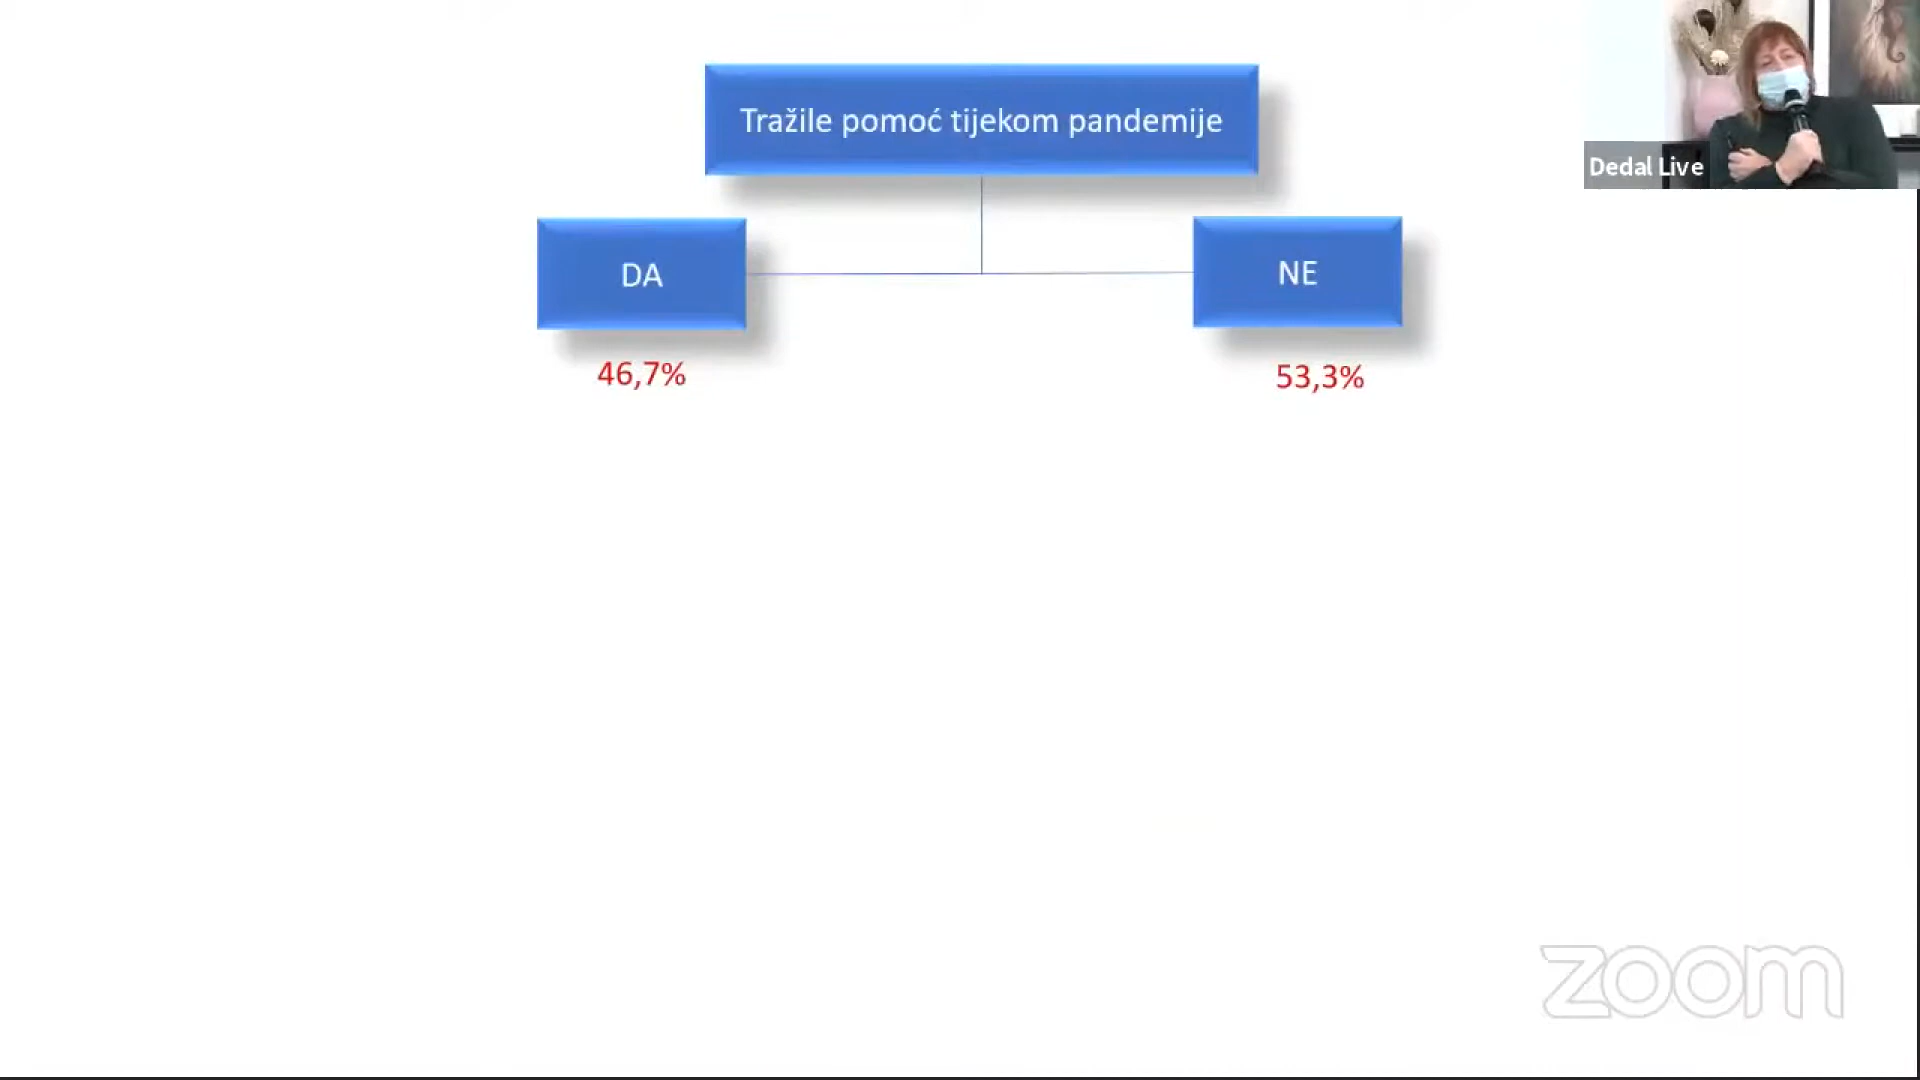 Tražile pomoć tijekom pandemije
Dedal Live
DA
NE
46,7%
53,3%
zoom